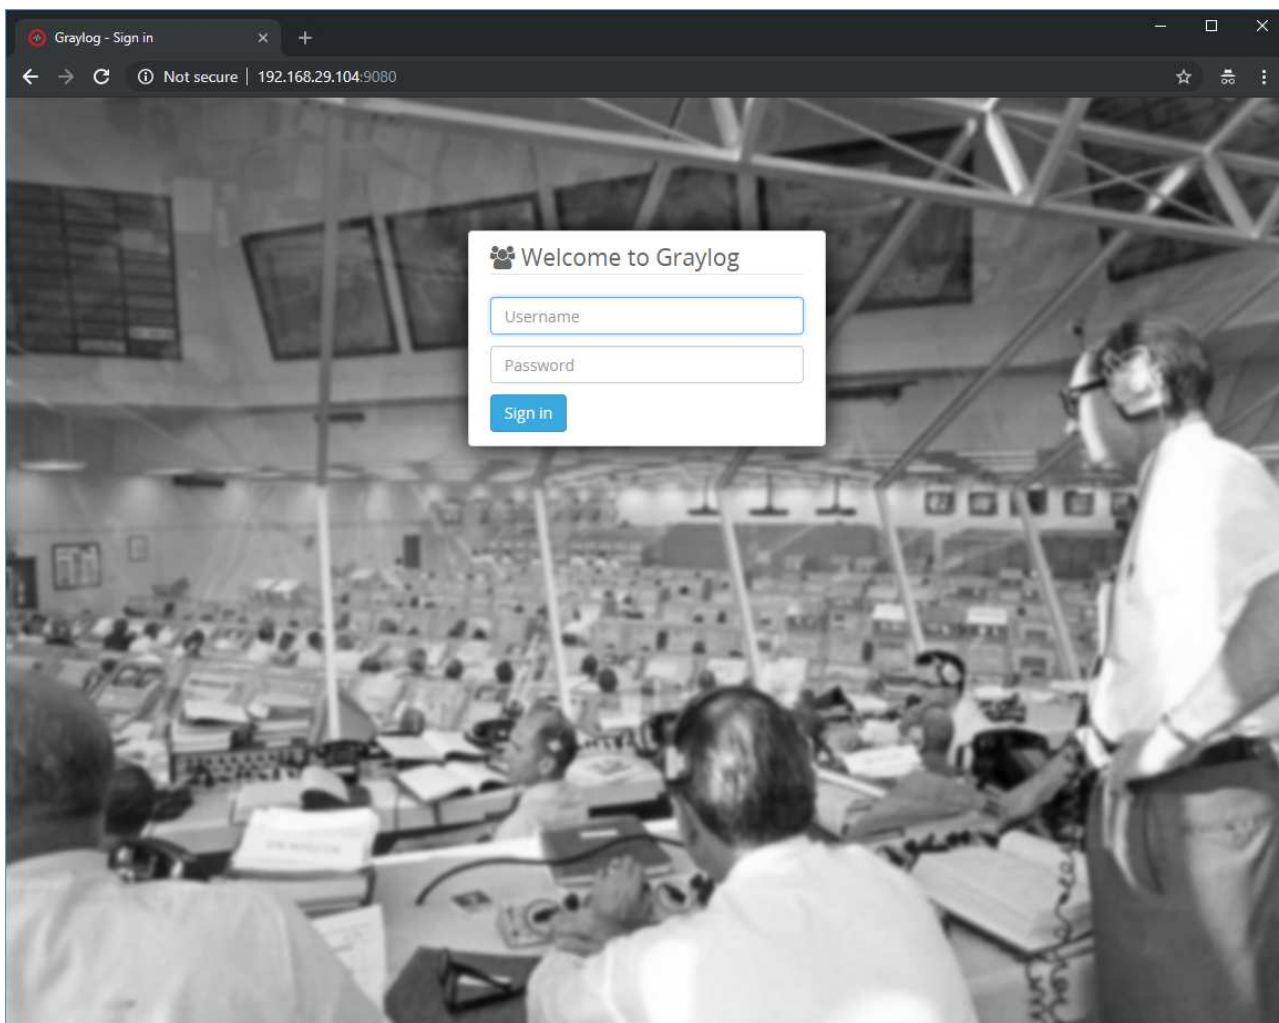 Graylog - Sign in
Not secure | 192.168.29.104:9080
Welcome to Graylog
Username
Password
Sign in